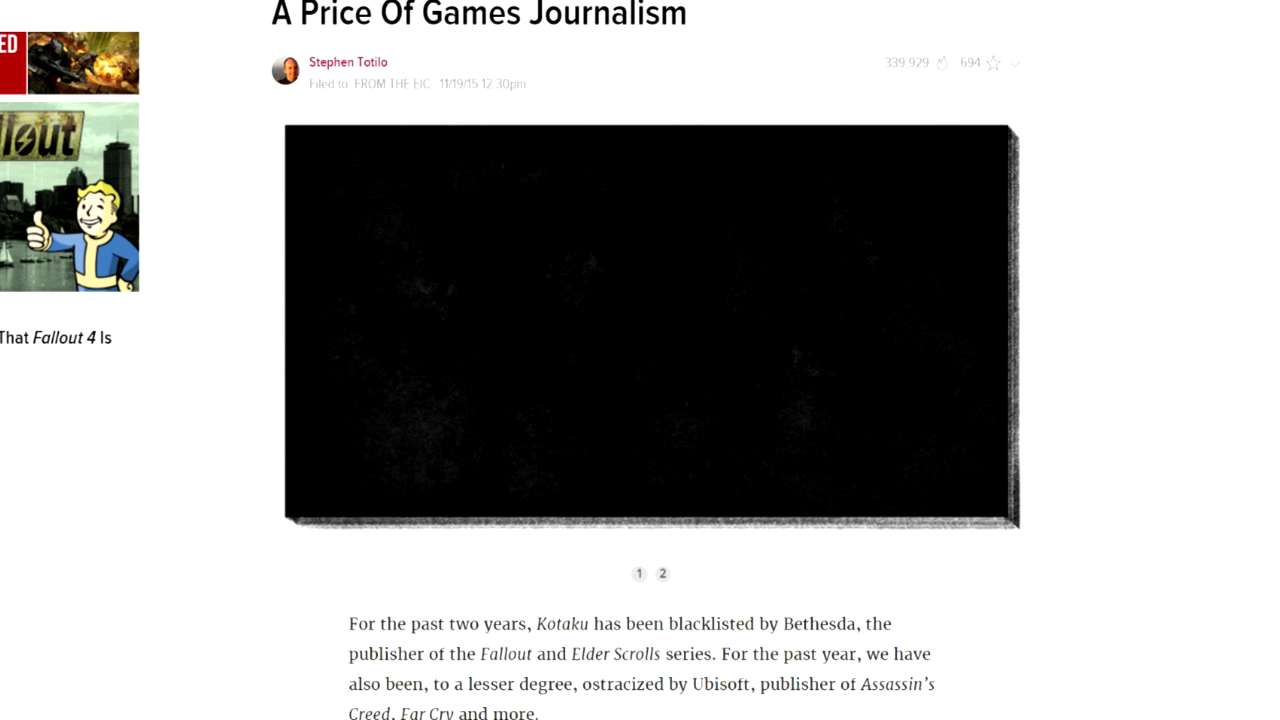 A Price Of Games Journalism
ED
Stephen Totilo
339,929
694
Filed to: FROM THE EIC 11/19/15 12:30pm
llout
That Fallout 4 Is
1 2
For the past two years, Kotaku has been blacklisted by Bethesda, the
publisher of the Fallout and Elder Scrolls series. For the past year, we have
also been, to a lesser degree, ostracized by Ubisoft, publisher of Assassin’s
Creed, Far Cry and more.